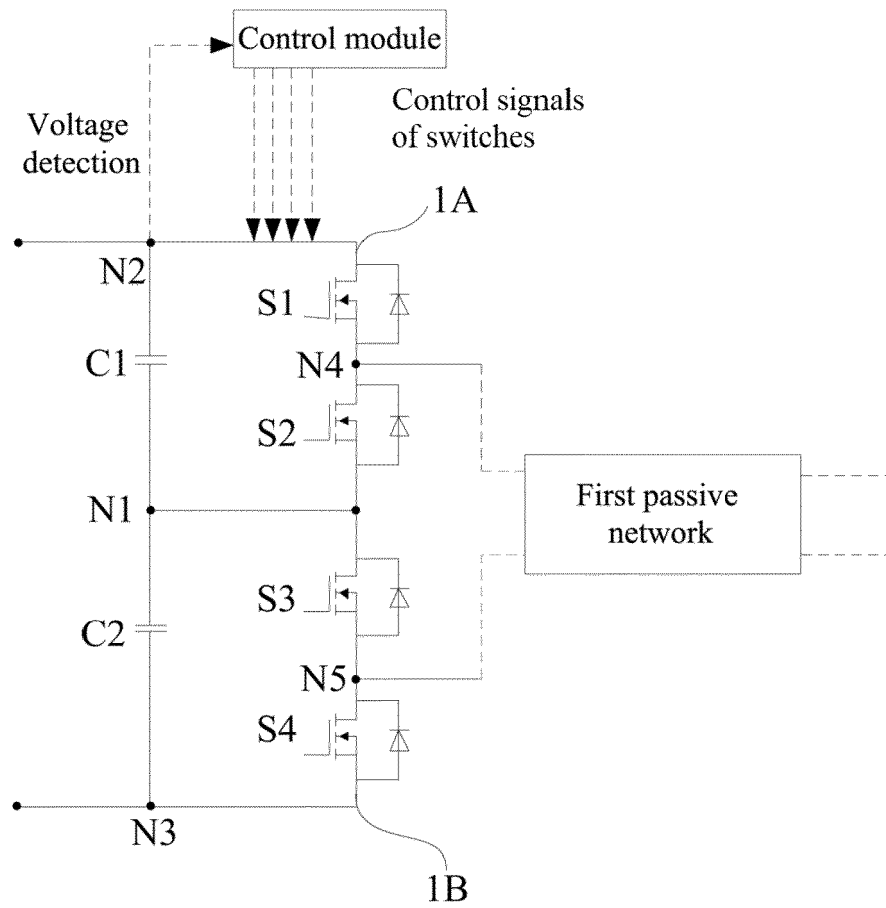 Control module
Voltage
detection
Control signals
of switches
1A
N2
S1
C1
N4
S2
N1
First passive
network
S3
C2
N5
S4
N3
1B